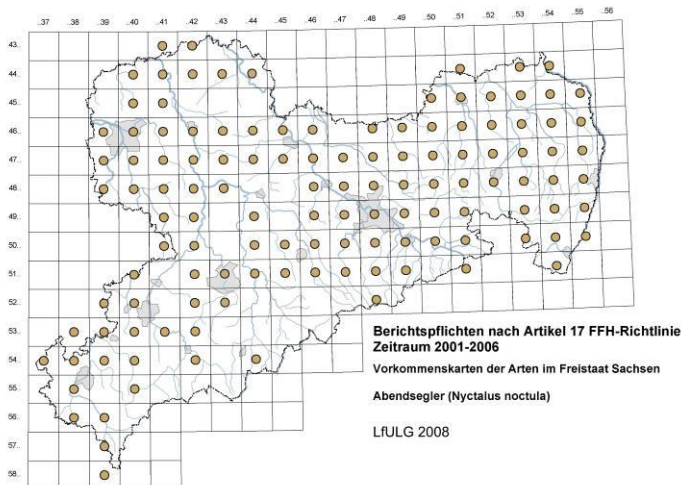 ..37 ..38 ..39 ..40 ..41 ..42 ..43 ..44 ..45 ..46 ..47 ..48 ..49 ..50 ..51 ..52 ..53 ..54 ..55 ..56
43..
44..
45..
46..
47..
48..
49..
50..
51..
52..
53..
54..
55..
56..
57..
58..
Berichtspflichten nach Artikel 17 FFH-Richtlinie
Zeitraum 2001-2006
Vorkommenskarten der Arten im Freistaat Sachsen
Abendsegler (Nyctalus noctula)
LfULG 2008